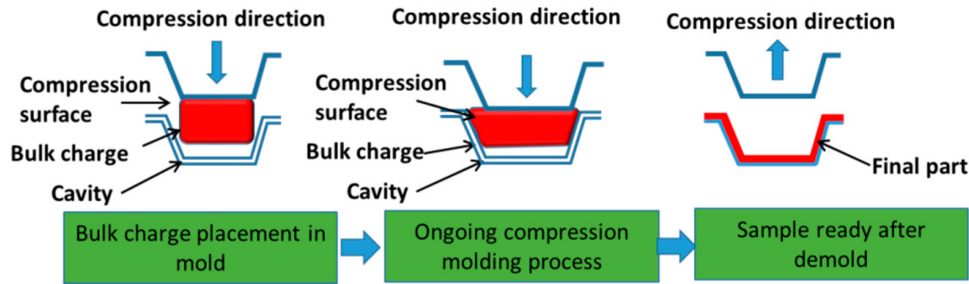 Compression direction
Compression direction
Compression direction
Compression
surface
Bulk charge
Cavity
Compression
surface
Bulk charge
Cavity
Final part
Bulk charge placement in
mold
Ongoing compression
molding process
Sample ready after
demold